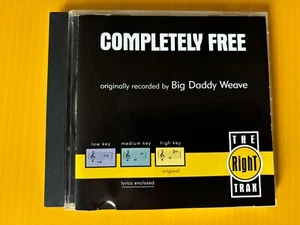 COMPLETELY FREE
originally recorded by Big Daddy Weave
low key
medium key
high key
original
lyrics enclosed
THE
Right
TRAX